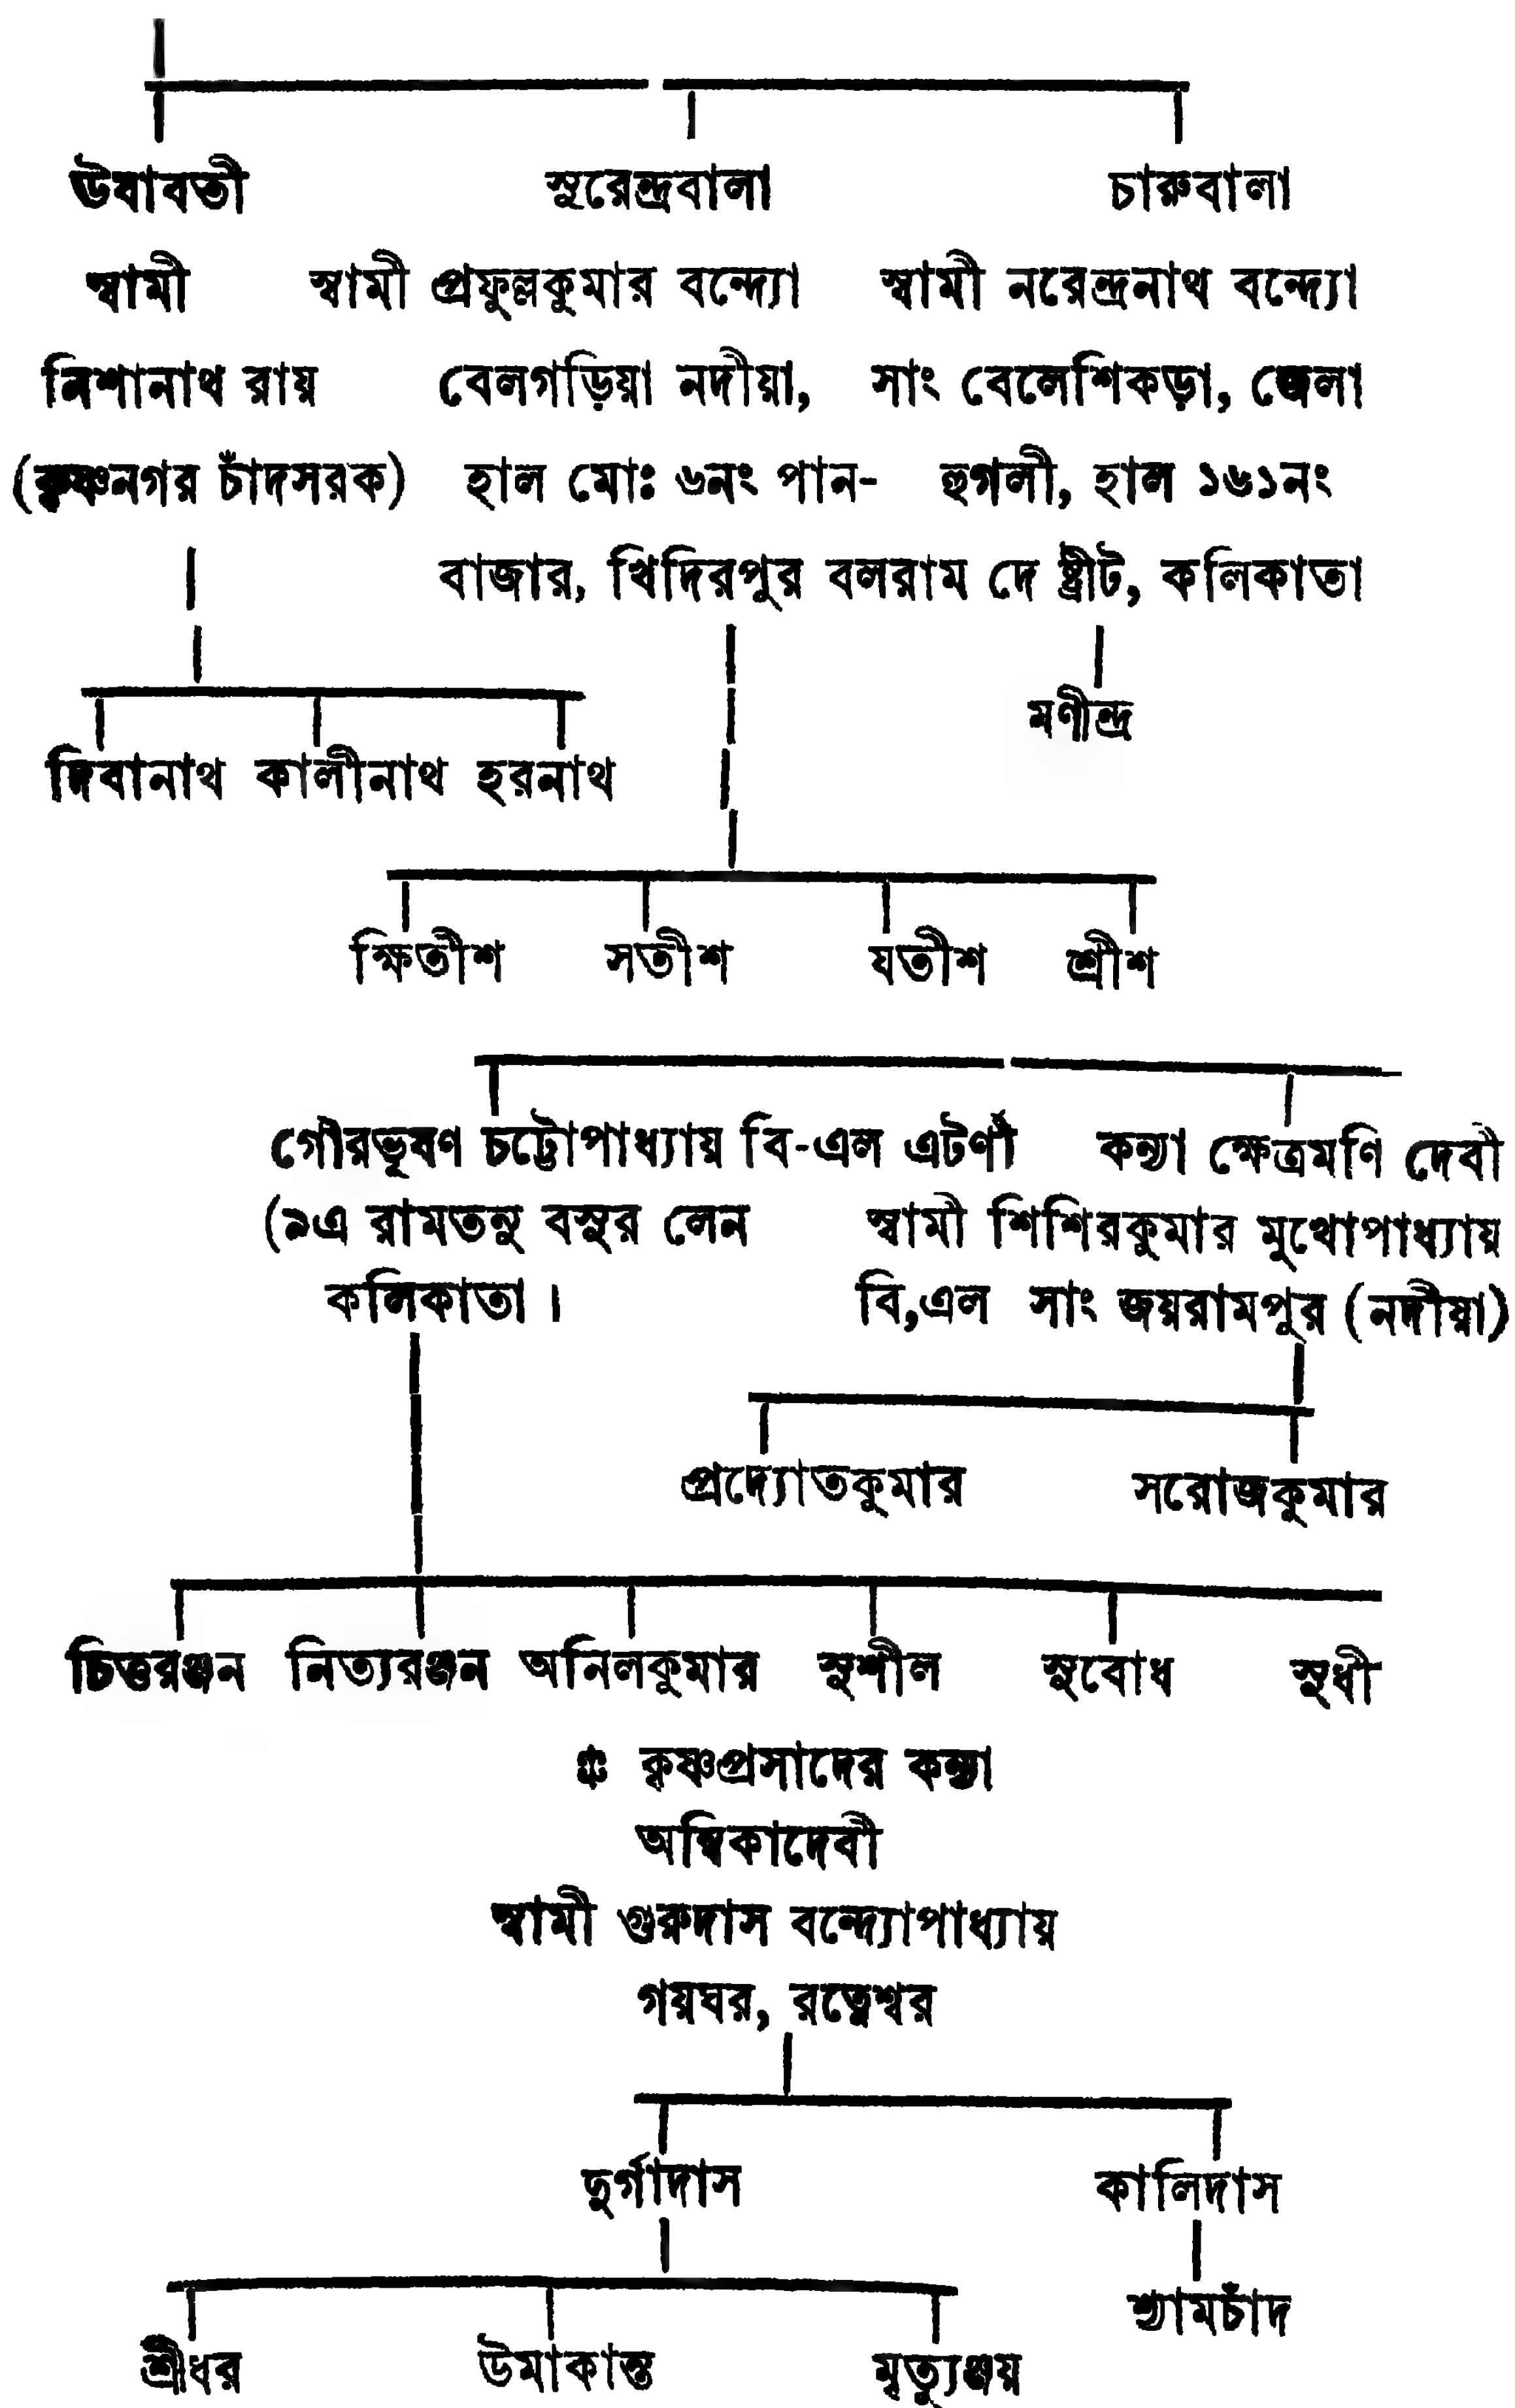 ঊষাবতী সুরেন্দ্রবালা চারুবালা
স্বামী স্বামী প্রফুল্লকুমার বন্দ্যো স্বামী নরেন্দ্রনাথ বন্দ্যো
নিশানাথ রায় বেলগড়িয়া নদীয়া, সাং বেলেশিকড়া, জেলা
(কৃষ্ণনগর চাঁদসরক) হাল মোঃ ৬নং পান- হুগলী, হাল ১৬১নং
বাজার, খিদিরপুর বলরাম দে ষ্ট্রীট, কলিকাতা
মণীন্দ্র
দিবানাথ কালীনাথ হরনাথ
ক্ষিতীশ সতীশ যতীশ শ্রীশ
গৌরভূষণ চট্টোপাধ্যায় বি-এল এটর্ণী কন্যা ক্ষেত্রমণি দেবী
(৯এ রামতনু বসুর লেন স্বামী শিশিরকুমার মুখোপাধ্যায়
কলিকাতা। বি,এল সাং জয়রামপুর (নদীয়া)
প্রদ্যোতকুমার সরোজকুমার
চিত্তরঞ্জন নিত্যরঞ্জন অনিলকুমার সুশীল সুবোধ সুধী
কৃষ্ণপ্রসাদের কন্যা
অম্বিকাদেবী
স্বামী গুরুদাস বন্দ্যোপাধ্যায়
গয়ঘর, রত্নেশ্বর
দুর্গাদাস কালিদাস
শ্যামচাঁদ
শ্রীধর উমাকান্ত মৃত্যুঞ্জয়